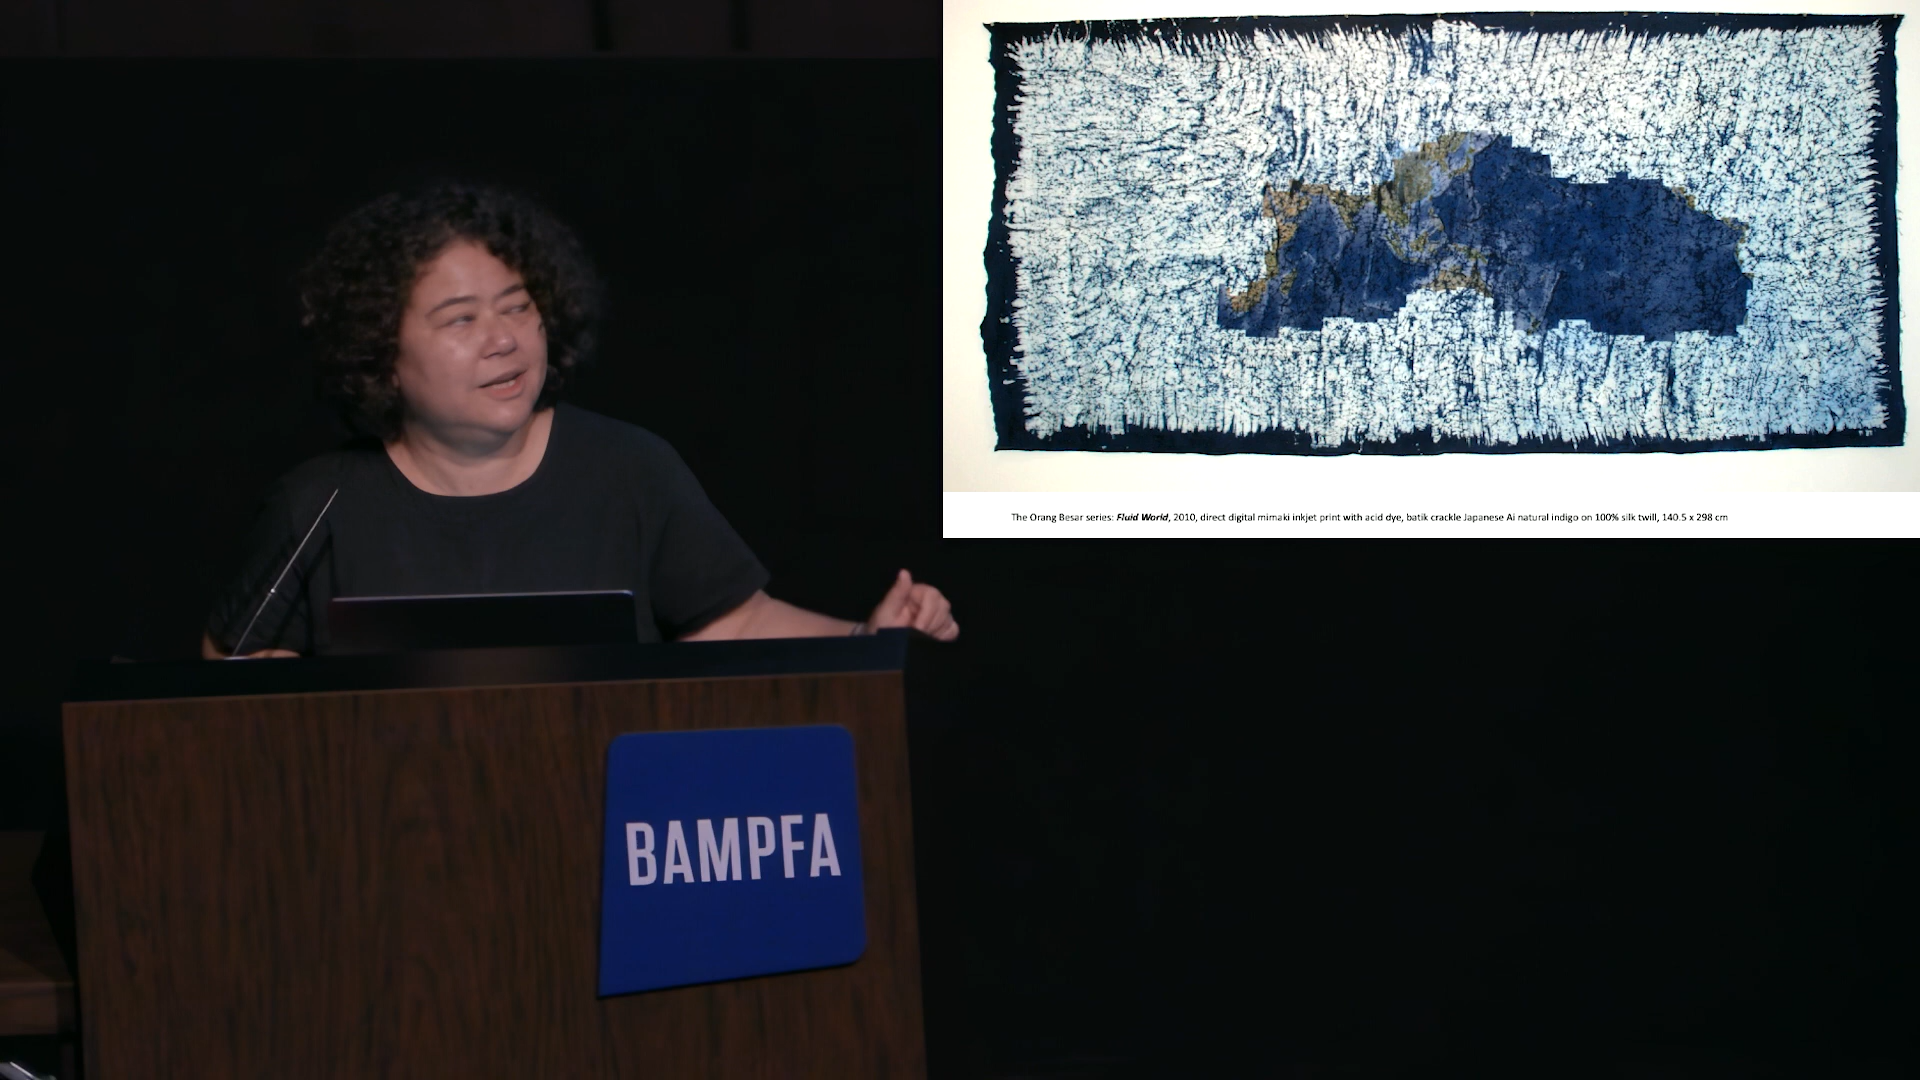 The Orang Besar series: Fluid World, 2010, direct digital mimaki inkjet print with acid dye, batik crackle Japanese Ai natural indigo on 100% silk twill, 140.5 x 298 cm
BAMPFA